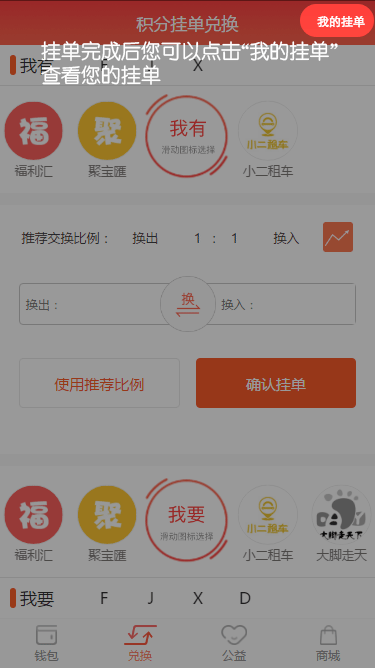 积分挂单兑换
我的挂单
挂单完成后您可以点击“我的挂单”
查看您的挂单
我有 F J X
福 聚 我有 小二租车
滑动图标选择
福利汇 聚宝匯 小二租车
推荐交换比例： 换出 1 : 1 换入
换出： 换 换入：
使用推荐比例 确认挂单
福 聚 我要 小二租车
滑动图标选择 大脚走天下
福利汇 聚宝匯 小二租车 大脚走天
我要 F J X D
钱包 兑换 公益 商城